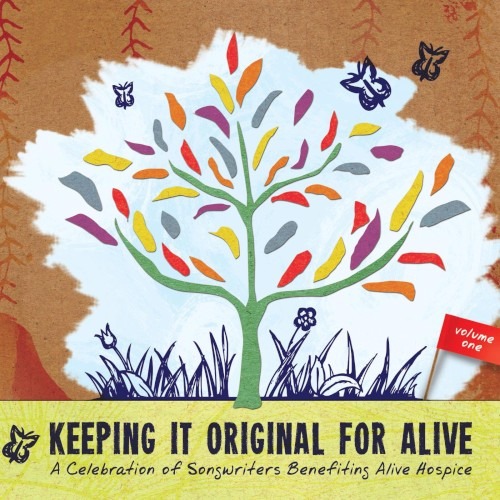 volume
one
KEEPING IT ORIGINAL FOR ALIVE
A Celebration of Songwriters Benefiting Alive Hospice